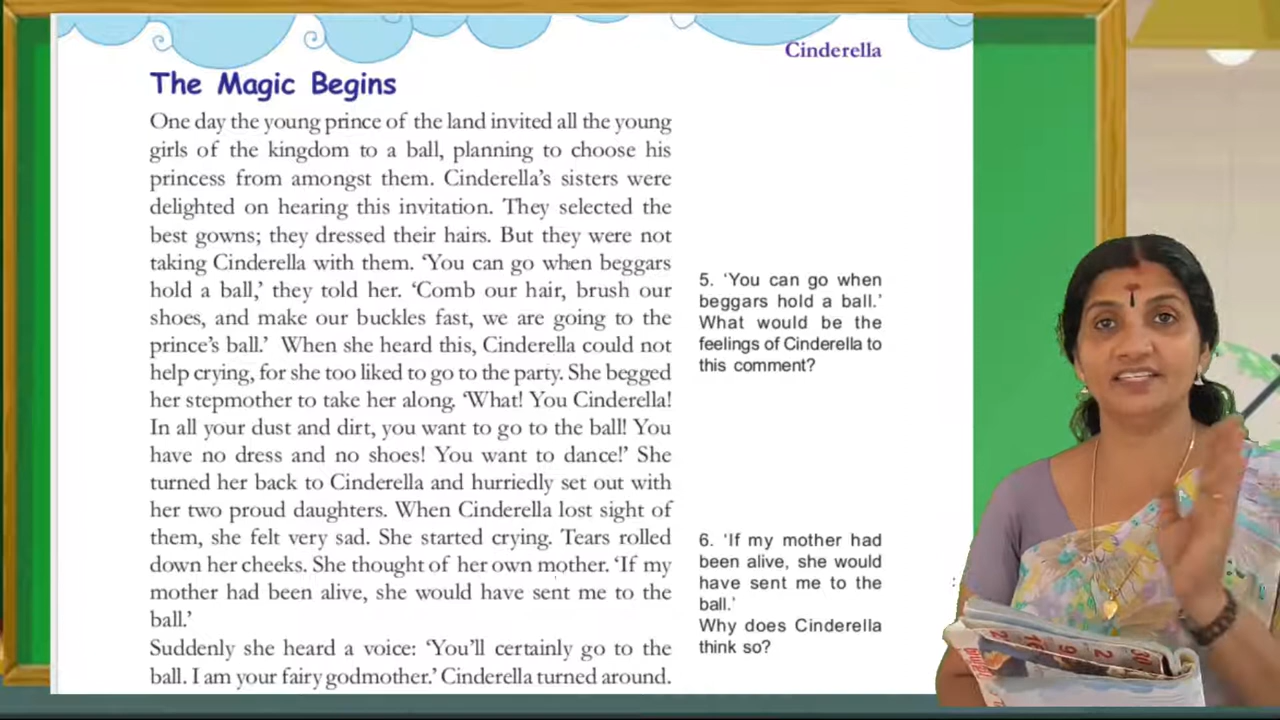 Cinderella
The Magic Begins
One day the young prince of the land invited all the young
girls of the kingdom to a ball, planning to choose his
princess from amongst them. Cinderella's sisters were
delighted on hearing this invitation. They selected the
best gowns; they dressed their hairs. But they were not
taking Cinderella with them. 'You can go when beggars
hold a ball,' they told her. 'Comb our hair, brush our
shoes, and make our buckles fast, we are going to the
prince's ball.' When she heard this, Cinderella could not
help crying, for she too liked to go to the party. She begged
her stepmother to take her along. 'What! You Cinderella!
In all your dust and dirt, you want to go to the ball! You
have no dress and no shoes! You want to dance!' She
turned her back to Cinderella and hurriedly set out with
her two proud daughters. When Cinderella lost sight of
them, she felt very sad. She started crying. Tears rolled
down her cheeks. She thought of her own mother. 'If my
mother had been alive, she would have sent me to the
ball.'
Suddenly she heard a voice: 'You'll certainly go to the
ball. I am your fairy godmother.' Cinderella turned around.
5. 'You can go when
beggars hold a ball.'
What would be the
feelings of Cinderella to
this comment?
6. 'If my mother had
been alive, she would
have sent me to the
ball.'
Why does Cinderella
think so?